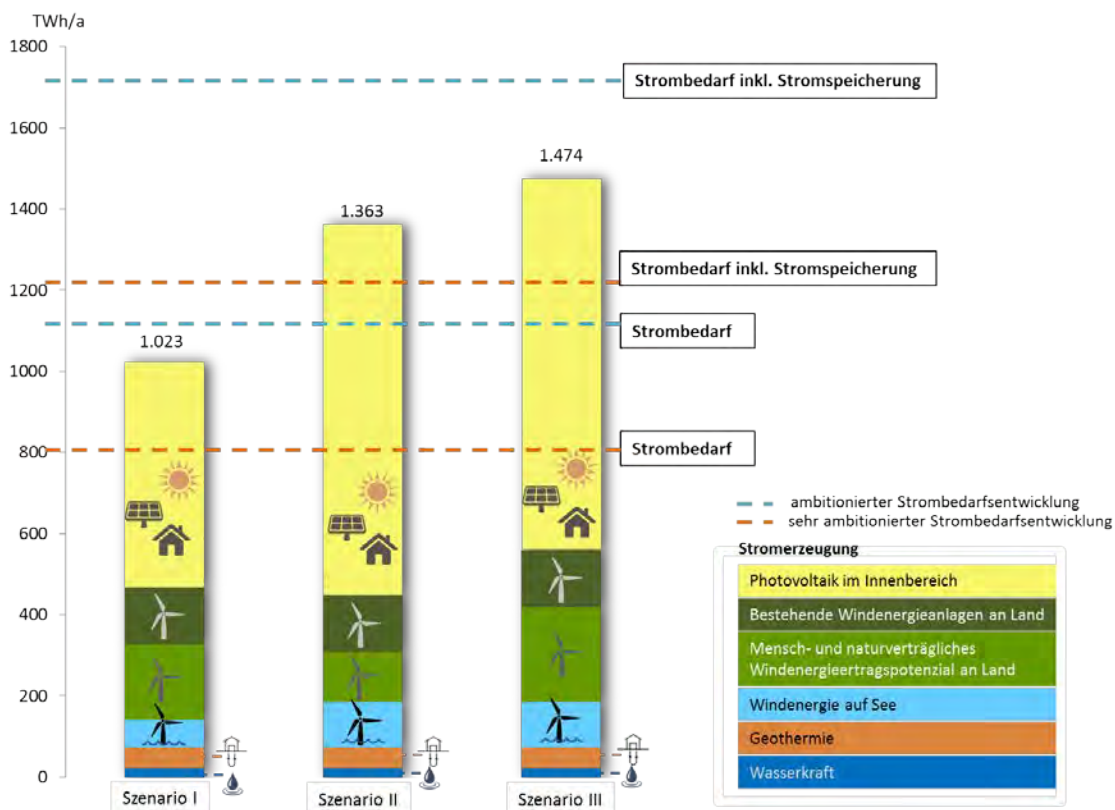 TWh/a
1800
1600
1400
1200
1000
800
600
400
200
0
Strombedarf inkl. Stromspeicherung
1.474
1.363
Strombedarf inkl. Stromspeicherung
Strombedarf
1.023
Strombedarf
ambitionierter Strombedarfsentwicklung
sehr ambitionierter Strombedarfsentwicklung
Stromerzeugung
Photovoltaik im Innenbereich
Bestehende Windenergieanlagen an Land
Mensch- und naturverträgliches
Windenergieertragspotenzial an Land
Windenergie auf See
Geothermie
Wasserkraft
Szenario I
Szenario II
Szenario III